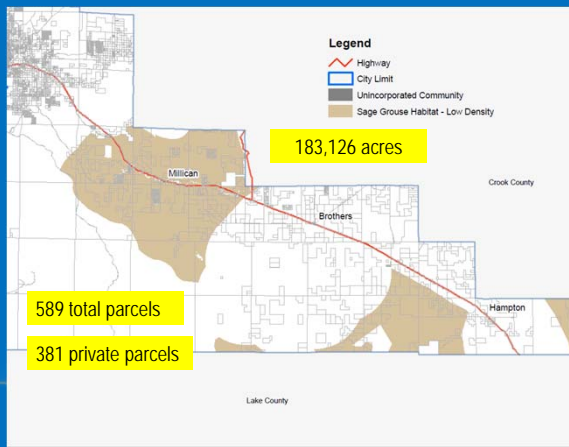 Legend
Highway
City Limit
Unincorporated Community
Sage Grouse Habitat - Low Density
183,126 acres
Millican
Crook County
Brothers
589 total parcels
Hampton
381 private parcels
Lake County